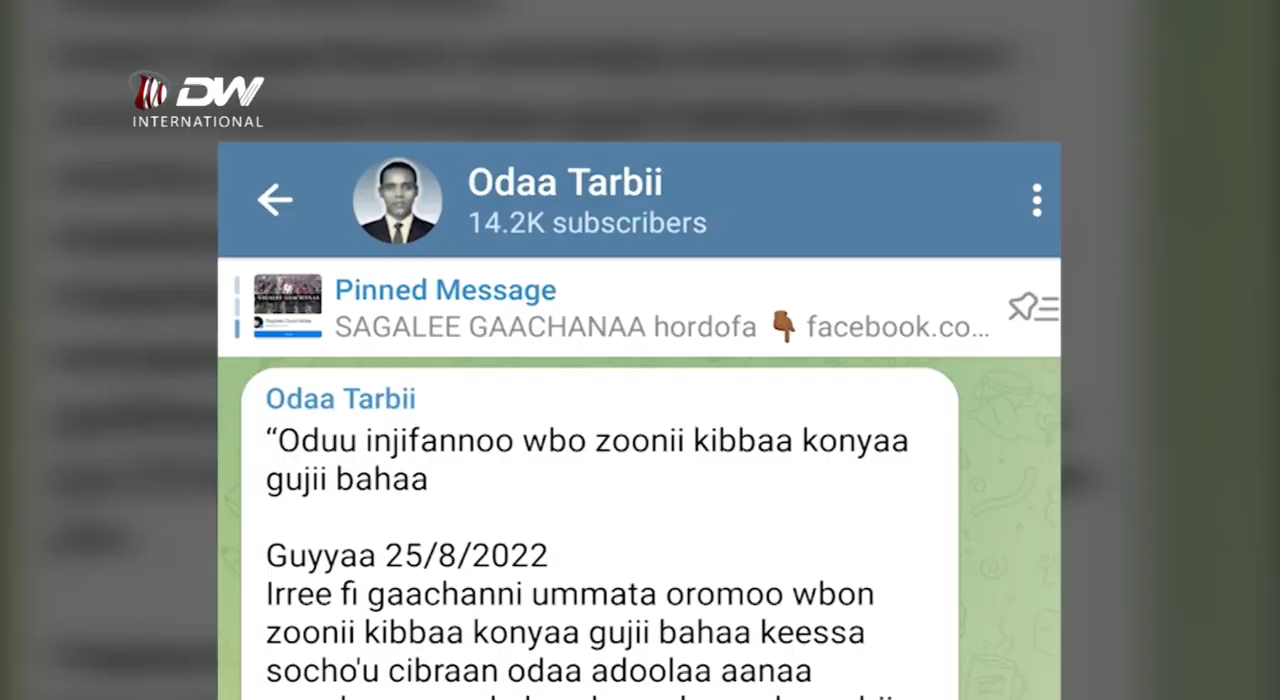 DW
INTERNATIONAL
Odaa Tarbii
14.2K subscribers
Pinned Message
SAGALEE GAACHANAA hordofa 👇🏾 facebook.co...
Odaa Tarbii
“Oduu injifannoo wbo zoonii kibbaa konyaa
gujii bahaa
Guyyaa 25/8/2022
Irree fi gaachanni ummata oromoo wbon
zoonii kibbaa konyaa gujii bahaa keessa
socho'u cibraan odaa adoolaa aanaa